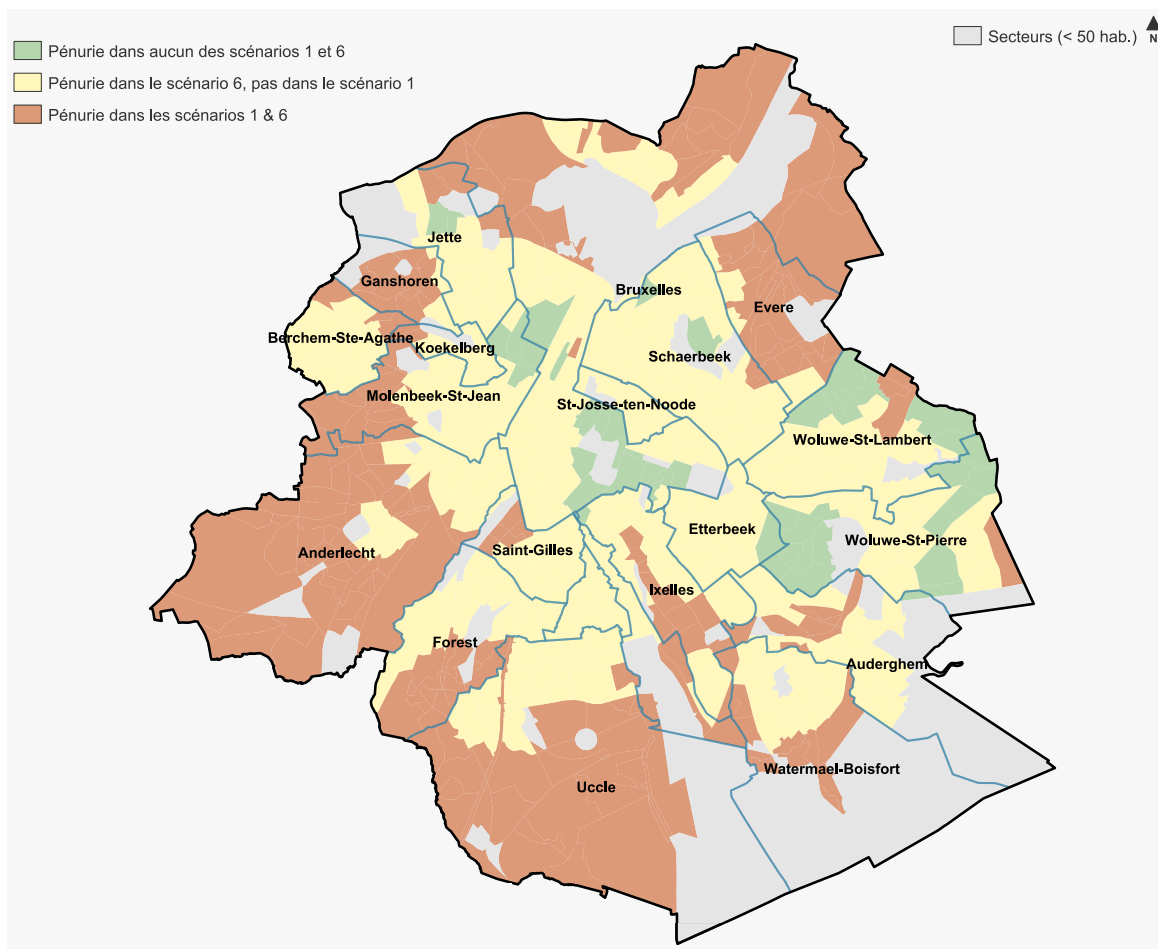 Pénurie dans aucun des scénarios 1 et 6
Pénurie dans le scénario 6, pas dans le scénario 1
Pénurie dans les scénarios 1 & 6
Secteurs (< 50 hab.)
N
Jette
Ganshoren
Bruxelles
Evere
Berchem-Ste-Agathe
Koekelberg
Schaerbeek
Molenbeek-St-Jean
St-Josse-ten-Noode
Woluwe-St-Lambert
Etterbeek
Woluwe-St-Pierre
Anderlecht
Saint-Gilles
Ixelles
Forest
Auderghem
Watermael-Boisfort
Uccle